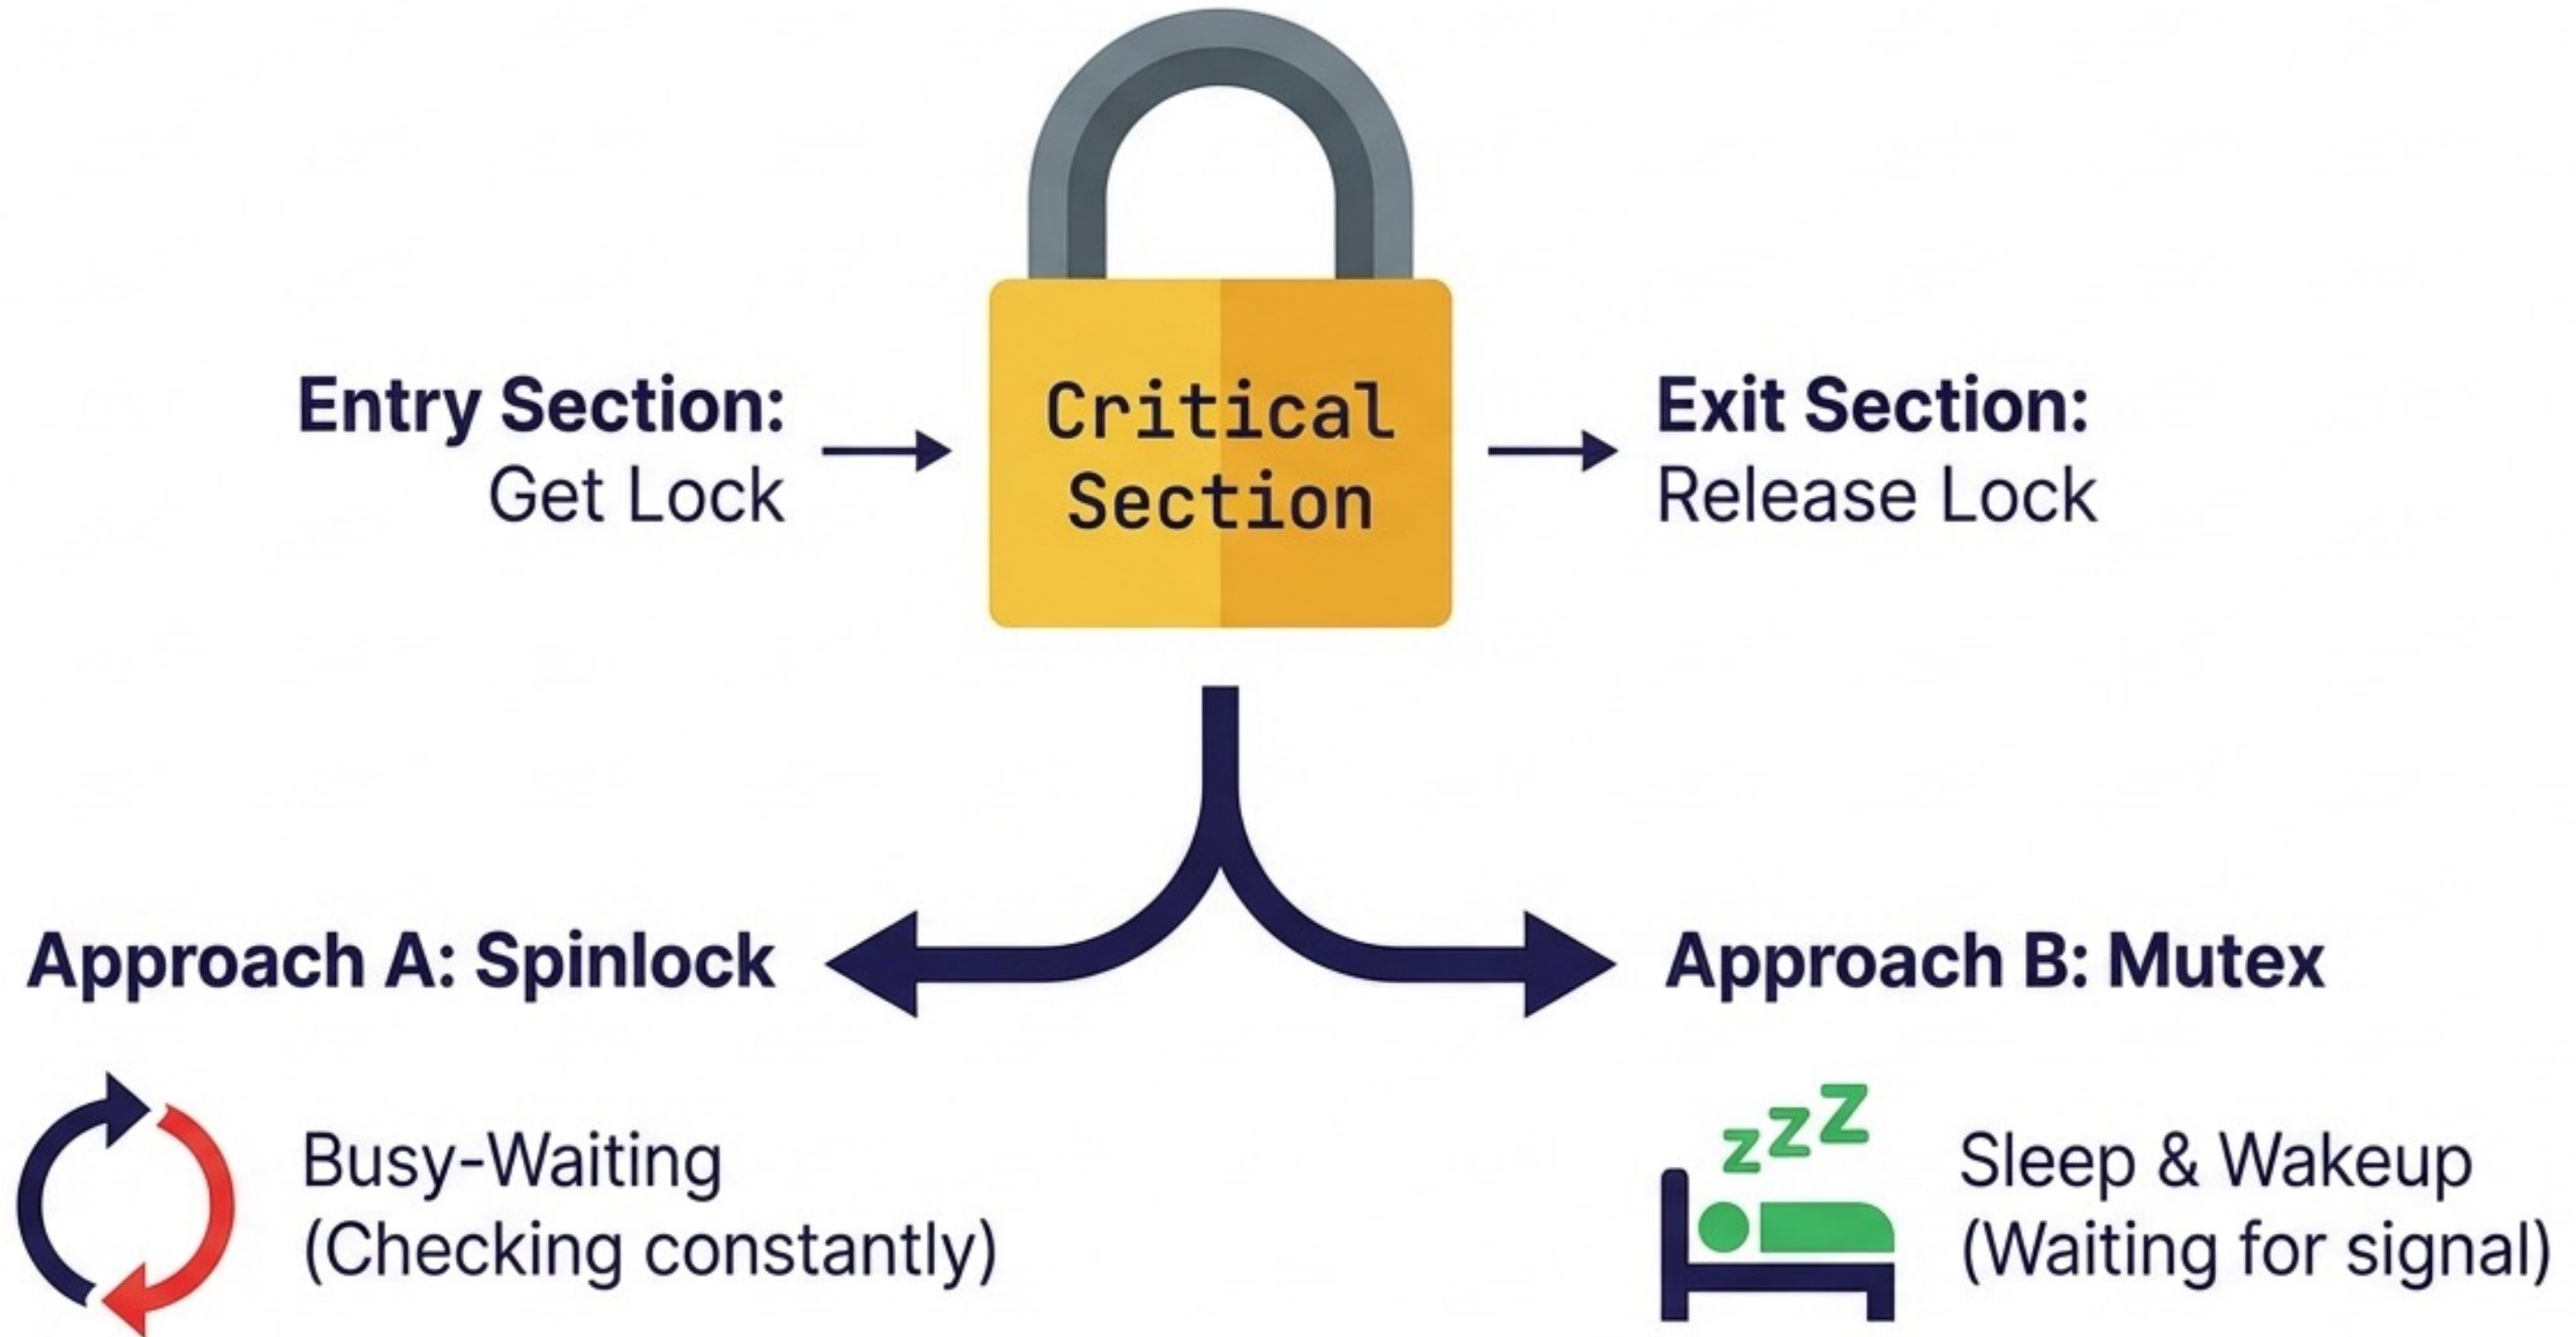 Critical
Section
Entry Section:
Get Lock
Exit Section:
Release Lock
Approach A: Spinlock
Busy-Waiting
(Checking constantly)
Approach B: Mutex
zzz
Sleep & Wakeup
(Waiting for signal)